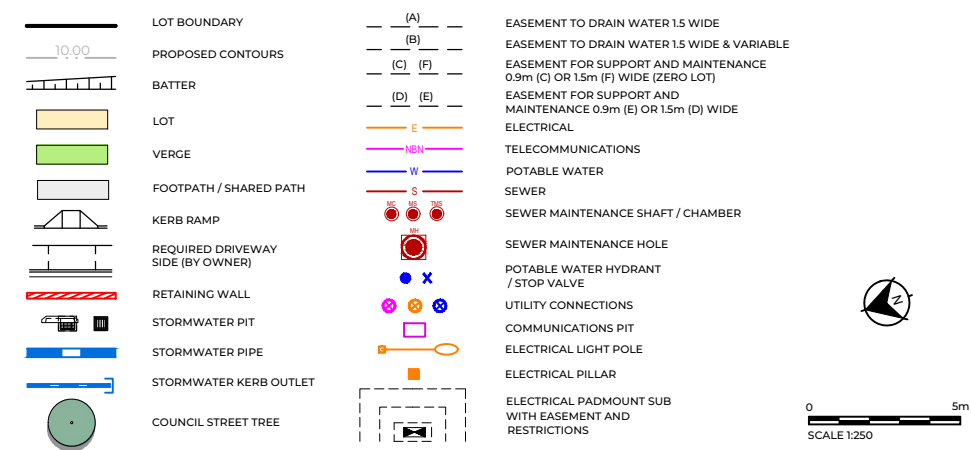 LOT BOUNDARY
10.00
PROPOSED CONTOURS
BATTER
LOT
VERGE
FOOTPATH / SHARED PATH
KERB RAMP
REQUIRED DRIVEWAY
SIDE (BY OWNER)
RETAINING WALL
STORMWATER PIT
STORMWATER PIPE
STORMWATER KERB OUTLET
COUNCIL STREET TREE
(A)
EASEMENT TO DRAIN WATER 1.5 WIDE
(B)
EASEMENT TO DRAIN WATER 1.5 WIDE & VARIABLE
(C) (F)
EASEMENT FOR SUPPORT AND MAINTENANCE
0.9m (C) OR 1.5m (F) WIDE (ZERO LOT)
(D) (E)
EASEMENT FOR SUPPORT AND
MAINTENANCE 0.9m (E) OR 1.5m (D) WIDE
E
ELECTRICAL
NBN
TELECOMMUNICATIONS
W
POTABLE WATER
S
SEWER
MC MS TMS
SEWER MAINTENANCE SHAFT / CHAMBER
MH
SEWER MAINTENANCE HOLE
POTABLE WATER HYDRANT
/ STOP VALVE
UTILITY CONNECTIONS
COMMUNICATIONS PIT
ELECTRICAL LIGHT POLE
ELECTRICAL PILLAR
ELECTRICAL PADMOUNT SUB
WITH EASEMENT AND
RESTRICTIONS
N
0 5m
SCALE 1:250